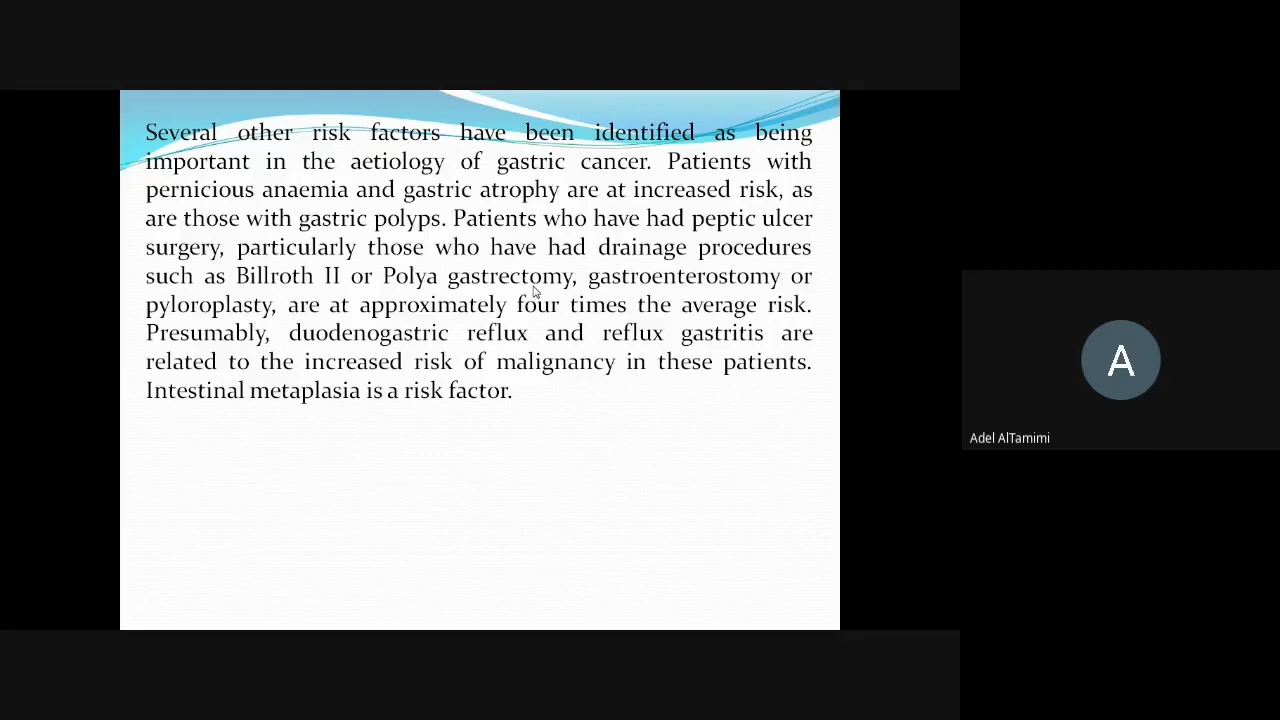 Several other risk factors have been identified as being
important in the aetiology of gastric cancer. Patients with
pernicious anaemia and gastric atrophy are at increased risk, as
are those with gastric polyps. Patients who have had peptic ulcer
surgery, particularly those who have had drainage procedures
such as Billroth II or Polya gastrectomy, gastroenterostomy or
pyloroplasty, are at approximately four times the average risk.
Presumably, duodenogastric reflux and reflux gastritis are
related to the increased risk of malignancy in these patients.
Intestinal metaplasia is a risk factor.
A
Adel AlTamimi